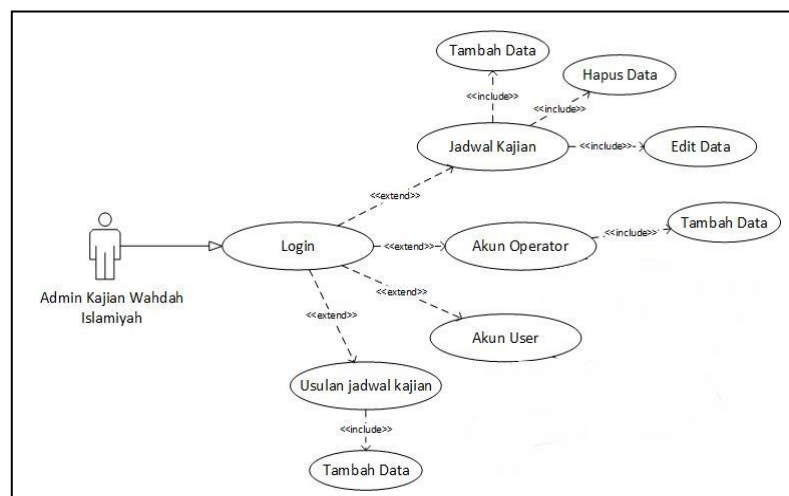 Tambah Data
Hapus Data
<<include>>
<<include>>
Jadwal Kajian
<<include>>
Edit Data
<<extend>>
Tambah Data
<<include>>
Login
<<extend>>
Akun Operator
Admin Kajian Wahdah
Islamiyah
<<extend>>
<<extend>>
Akun User
Usulan jadwal kajian
<<include>>
Tambah Data